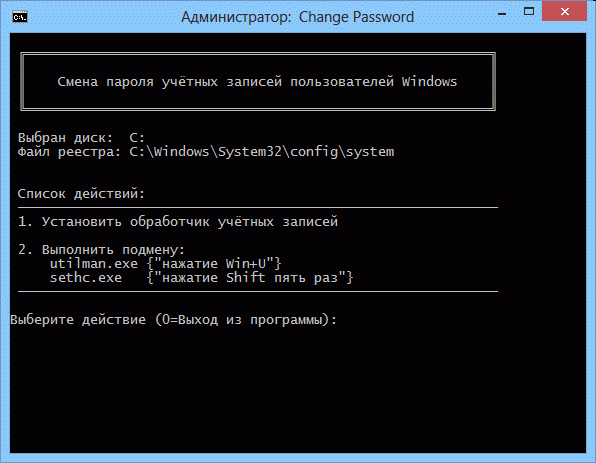 Администратор: Change Password
Смена пароля учётных записей пользователей Windows
Выбран диск: C:
Файл реестра: C:\Windows\System32\config\system
Список действий:
1. Установить обработчик учётных записей
2. Выполнить подмену:
utilman.exe {"нажатие Win+U"}
sethc.exe {"нажатие Shift пять раз"}
Выберите действие (0=Выход из программы):